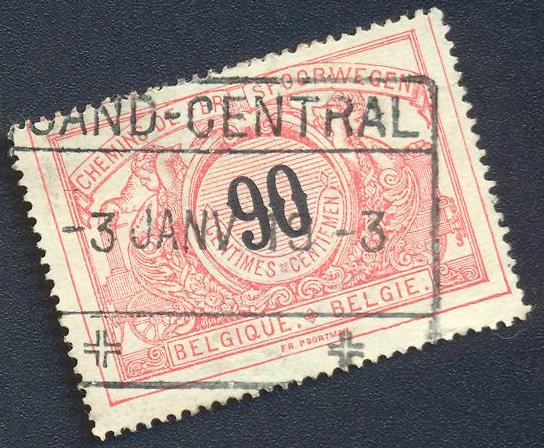 GAND-CENTRAL
CHEMINS DE FER SPOORWEGEN
90
-3 JANV 19 -3
CENTIMES CENTIEMEN
BELGIQUE. BELGIE.
FR. POORTMAN